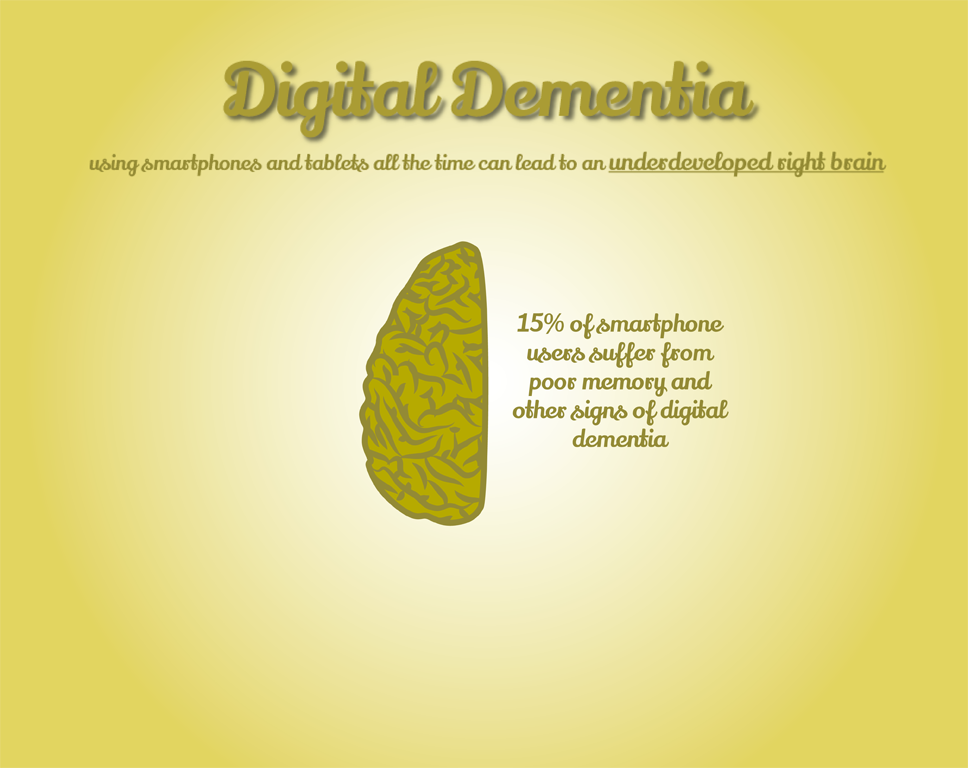 Digital Dementia
using smartphones and tablets all the time can lead to an underdeveloped right brain
15% of smartphone
users suffer from
poor memory and
other signs of digital
dementia